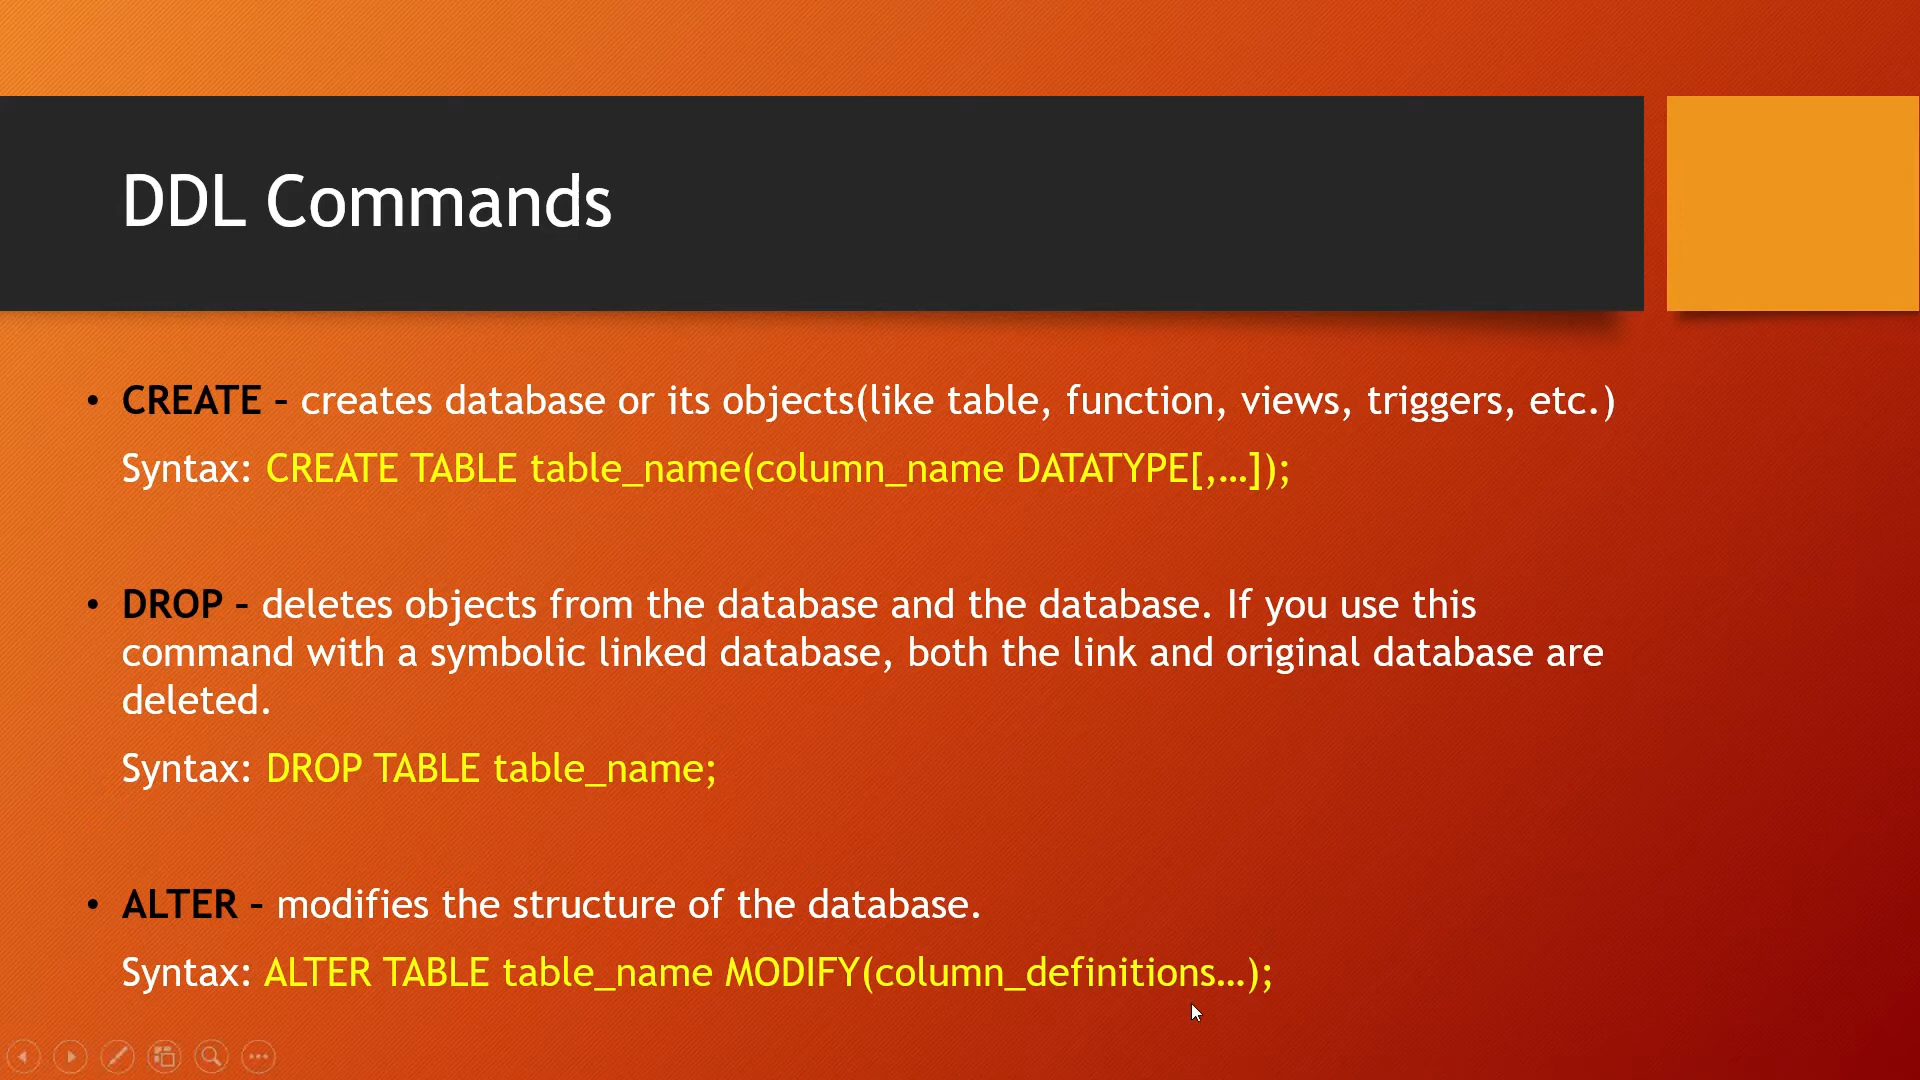 DDL Commands
• CREATE – creates database or its objects(like table, function, views, triggers, etc.)
Syntax: CREATE TABLE table_name(column_name DATATYPE[,…]);
• DROP – deletes objects from the database and the database. If you use this
command with a symbolic linked database, both the link and original database are
deleted.
Syntax: DROP TABLE table_name;
• ALTER – modifies the structure of the database.
Syntax: ALTER TABLE table_name MODIFY(column_definitions…);